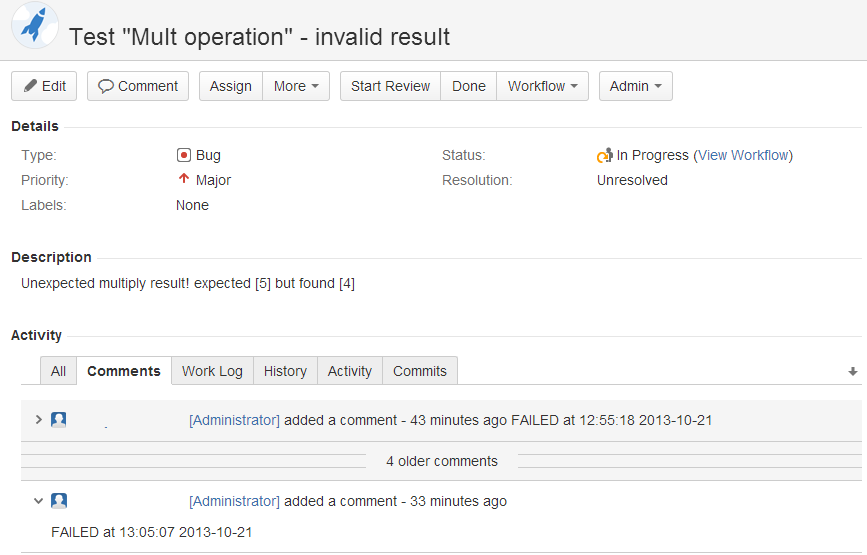 Test "Mult operation" - invalid result
Edit Comment Assign More Start Review Done Workflow Admin
Details
Type: Bug Status: In Progress (View Workflow)
Priority: Major Resolution: Unresolved
Labels: None
Description
Unexpected multiply result! expected [5] but found [4]
Activity
All Comments Work Log History Activity Commits
[Administrator] added a comment - 43 minutes ago FAILED at 12:55:18 2013-10-21
4 older comments
[Administrator] added a comment - 33 minutes ago
FAILED at 13:05:07 2013-10-21